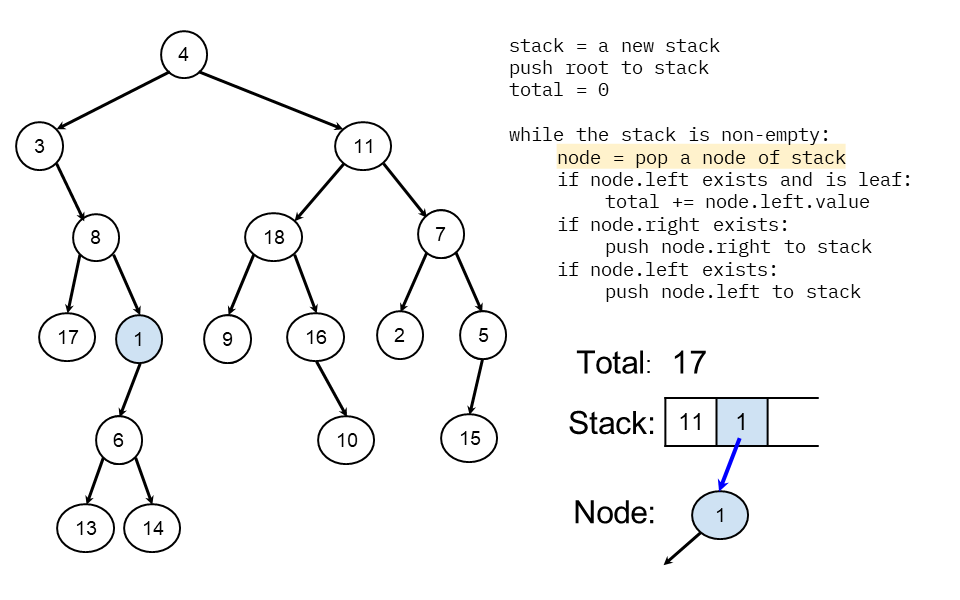 4
3
11
8
18
7
17
1
9
16
2
5
6
10
15
13
14
stack = a new stack
push root to stack
total = 0
while the stack is non-empty:
node = pop a node of stack
if node.left exists and is leaf:
total += node.left.value
if node.right exists:
push node.right to stack
if node.left exists:
push node.left to stack
Total: 17
Stack: 11 1
Node: 1